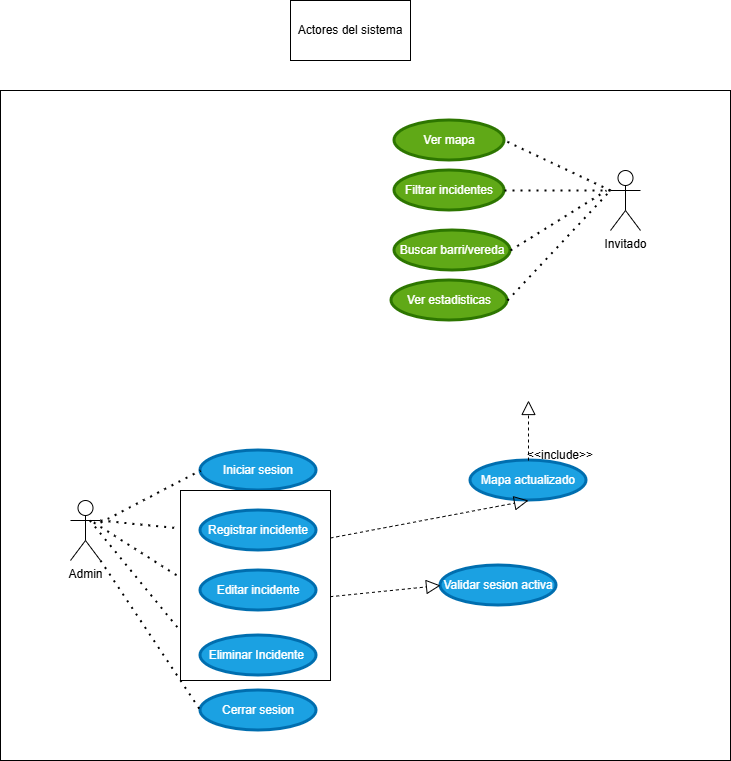 Actores del sistema
Ver mapa
Filtrar incidentes
Invitado
Buscar barri/vereda
Ver estadisticas
<<include>>
Iniciar sesion
Mapa actualizado
Registrar incidente
Admin
Editar incidente
Validar sesion activa
Eliminar Incidente
Cerrar sesion